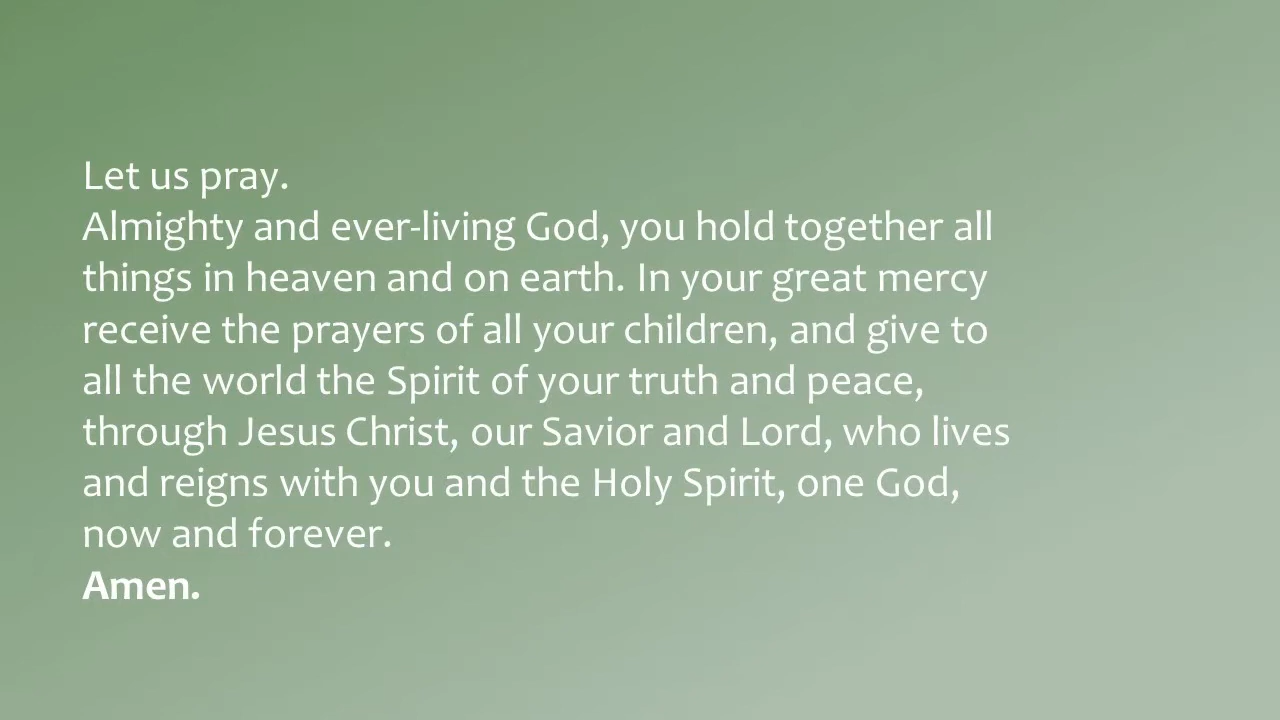 Let us pray.
Almighty and ever-living God, you hold together all
things in heaven and on earth. In your great mercy
receive the prayers of all your children, and give to
all the world the Spirit of your truth and peace,
through Jesus Christ, our Savior and Lord, who lives
and reigns with you and the Holy Spirit, one God,
now and forever.
Amen.